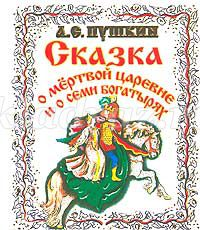 А.С. ПУШКИН
Сказка
о мёртвой царевне
и о семи богатырях